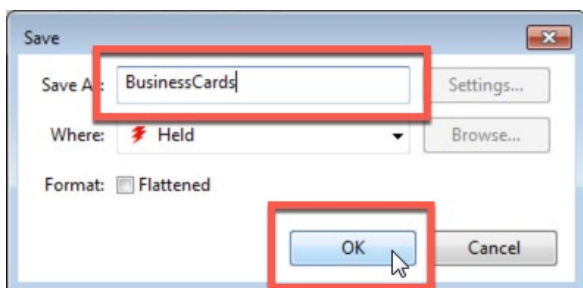 Save
Save As: BusinessCards Settings...
Where: Held Browse...
Format: Flattened
OK Cancel